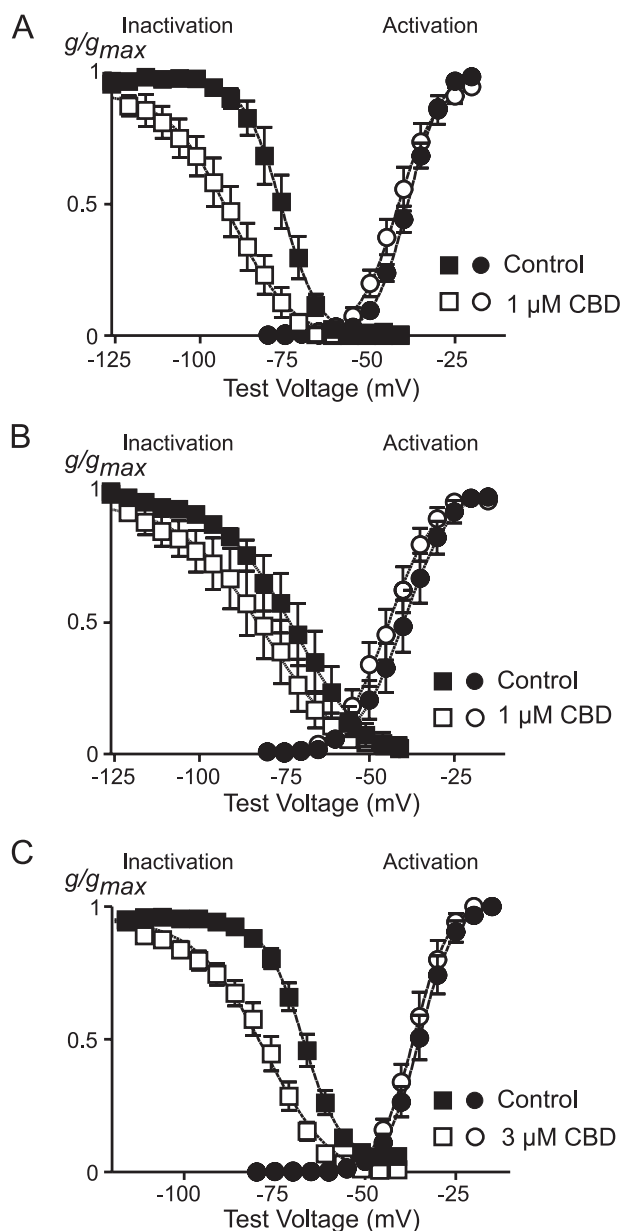 A
Inactivation Activation
g/gmax
1
0.5
Control
1 µM CBD
0
-125 -100 -75 -50 -25
Test Voltage (mV)
B
Inactivation Activation
g/gmax
1
0.5
Control
1 µM CBD
0
-125 -100 -75 -50 -25
Test Voltage (mV)
C
Inactivation Activation
g/gmax
1
0.5
Control
3 µM CBD
0
-100 -75 -50 -25
Test Voltage (mV)